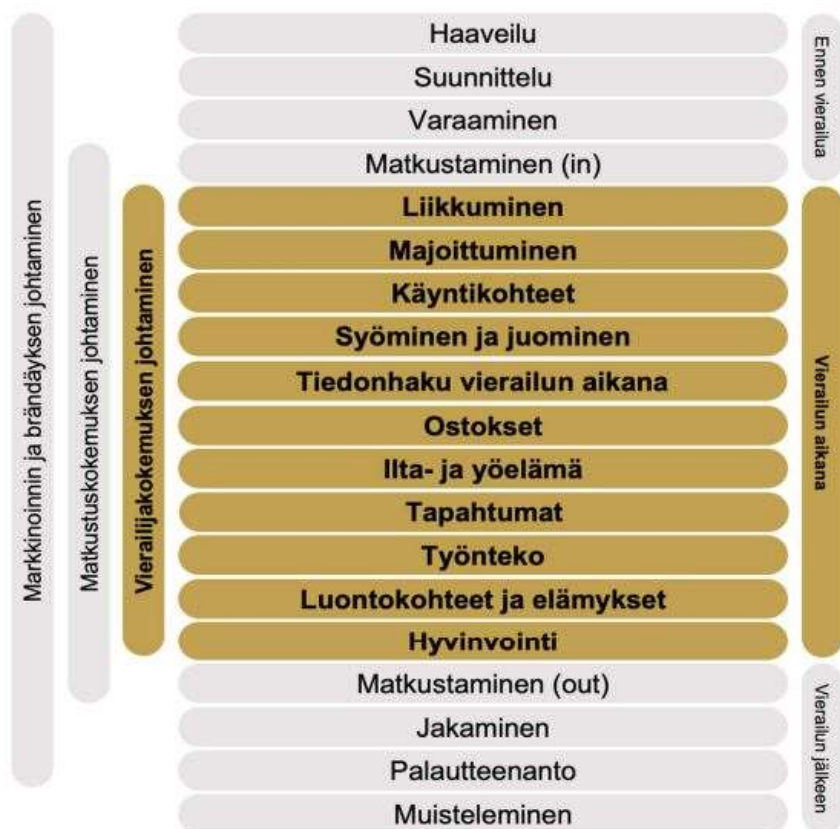 Markkinoinnin ja brändäyksen johtaminen
Matkustuskokemuksen johtaminen
Vierailijakokemuksen johtaminen
Haaveilu
Suunnittelu
Varaaminen
Matkustaminen (in)
Liikkuminen
Majoittuminen
Käyntikohteet
Syöminen ja juominen
Tiedonhaku vierailun aikana
Ostokset
Ilta- ja yöelämä
Tapahtumat
Työnteko
Luontokohteet ja elämykset
Hyvinvointi
Matkustaminen (out)
Jakaminen
Palautteenanto
Muisteleminen
Ennen vierailua
Vierailun aikana
Vierailun jälkeen